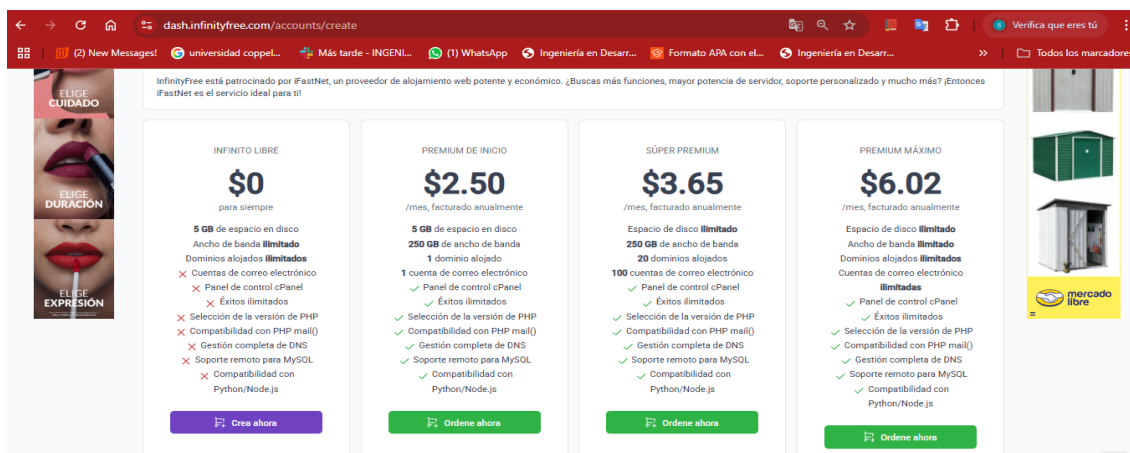 dash.infinityfree.com/accounts/create
Verifica que eres tú
(2) New Messages!
universidad coppel...
Más tarde - INGENI...
(1) WhatsApp
Ingeniería en Desarr...
Formato APA con el...
Ingeniería en Desarr...
»
Todos los marcadores
InfinityFree está patrocinado por iFastNet, un proveedor de alojamiento web potente y económico. ¿Buscas más funciones, mayor potencia de servidor, soporte personalizado y mucho más? ¡Entonces
iFastNet es el servicio ideal para ti!
ELIGE
CUIDADO
ELIGE
DURACIÓN
ELIGE
EXPRESIÓN
INFINITO LIBRE
$0
para siempre
5 GB de espacio en disco
Ancho de banda ilimitado
Dominios alojados ilimitados
Cuentas de correo electrónico
Panel de control cPanel
Éxitos ilimitados
Selección de la versión de PHP
Compatibilidad con PHP mail()
Gestión completa de DNS
Soporte remoto para MySQL
Compatibilidad con
Python/Node.js
Crea ahora
PREMIUM DE INICIO
$2.50
/mes, facturado anualmente
5 GB de espacio en disco
250 GB de ancho de banda
1 dominio alojado
1 cuenta de correo electrónico
Panel de control cPanel
Éxitos ilimitados
Selección de la versión de PHP
Compatibilidad con PHP mail()
Gestión completa de DNS
Soporte remoto para MySQL
Compatibilidad con
Python/Node.js
Ordene ahora
SÚPER PREMIUM
$3.65
/mes, facturado anualmente
Espacio de disco ilimitado
250 GB de ancho de banda
20 dominios alojados
100 cuentas de correo electrónico
Panel de control cPanel
Éxitos ilimitados
Selección de la versión de PHP
Compatibilidad con PHP mail()
Gestión completa de DNS
Soporte remoto para MySQL
Compatibilidad con
Python/Node.js
Ordene ahora
PREMIUM MÁXIMO
$6.02
/mes, facturado anualmente
Espacio de disco ilimitado
Ancho de banda ilimitado
Dominios alojados ilimitados
Cuentas de correo electrónico
ilimitadas
Panel de control cPanel
Éxitos ilimitados
Selección de la versión de PHP
Compatibilidad con PHP mail()
Gestión completa de DNS
Soporte remoto para MySQL
Compatibilidad con
Python/Node.js
Ordene ahora
mercado
libre